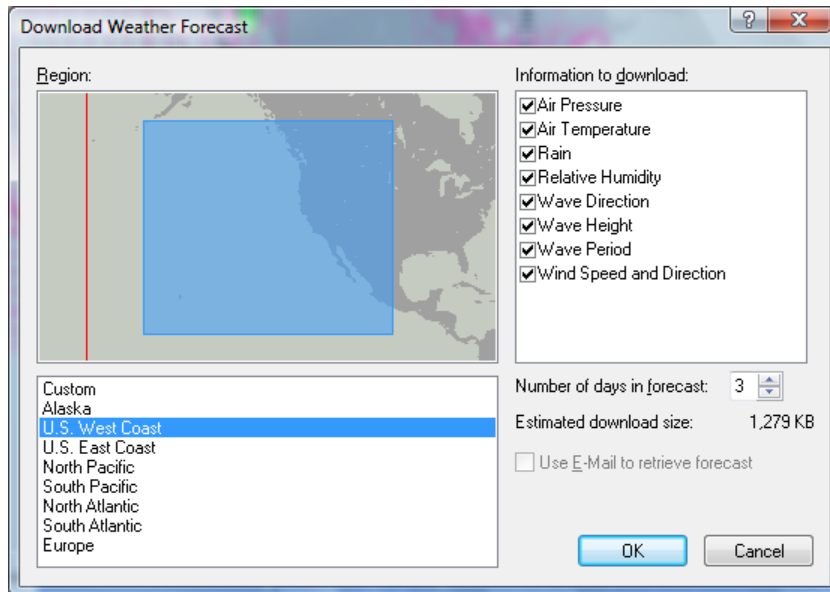 Download Weather Forecast
Region:
Custom
Alaska
U.S. West Coast
U.S. East Coast
North Pacific
South Pacific
North Atlantic
South Atlantic
Europe
Information to download:
Air Pressure
Air Temperature
Rain
Relative Humidity
Wave Direction
Wave Height
Wave Period
Wind Speed and Direction
Number of days in forecast: 3
Estimated download size: 1,279 KB
Use E-Mail to retrieve forecast
OK Cancel